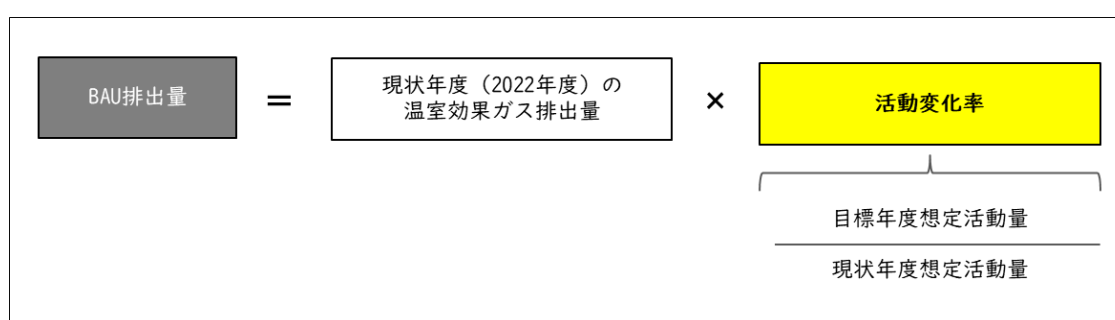 BAU排出量
＝
現状年度（2022年度）の
温室効果ガス排出量
×
活動変化率
目標年度想定活動量
現状年度想定活動量